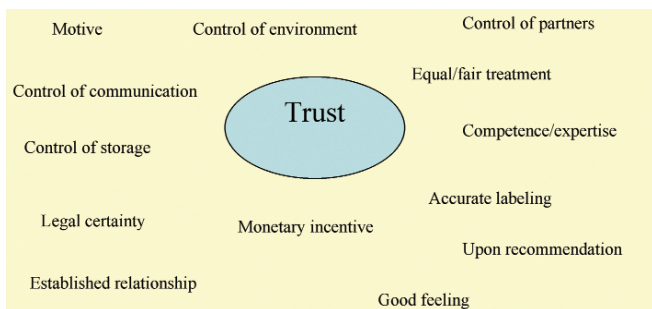 Motive
Control of environment
Control of partners
Equal/fair treatment
Control of communication
Trust
Competence/expertise
Control of storage
Accurate labeling
Legal certainty
Monetary incentive
Upon recommendation
Established relationship
Good feeling